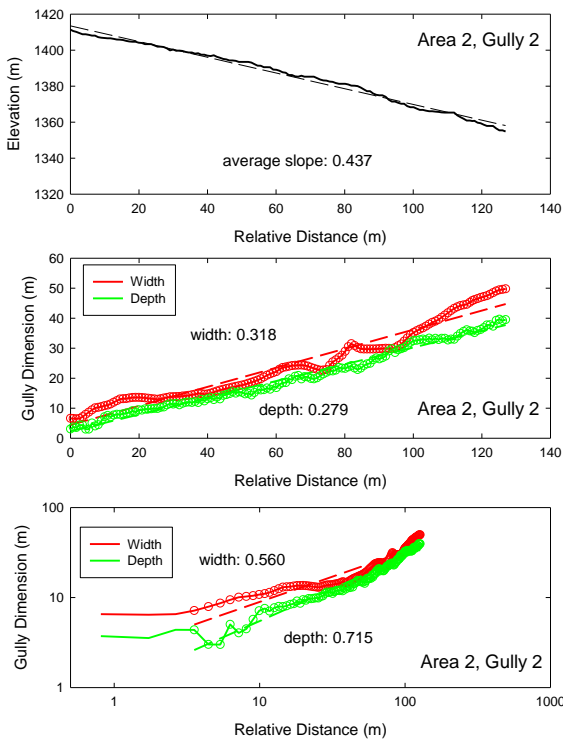 1420
1400
1380
1360
1340
1320
Elevation (m)
Area 2, Gully 2
average slope: 0.437
0 20 40 60 80 100 120 140
Relative Distance (m)
60
50
40
30
20
10
0
Gully Dimension (m)
Width
Depth
width: 0.318
depth: 0.279
Area 2, Gully 2
0 20 40 60 80 100 120 140
Relative Distance (m)
100
10
1
Gully Dimension (m)
Width
Depth
width: 0.560
depth: 0.715
Area 2, Gully 2
1 10 100 1000
Relative Distance (m)